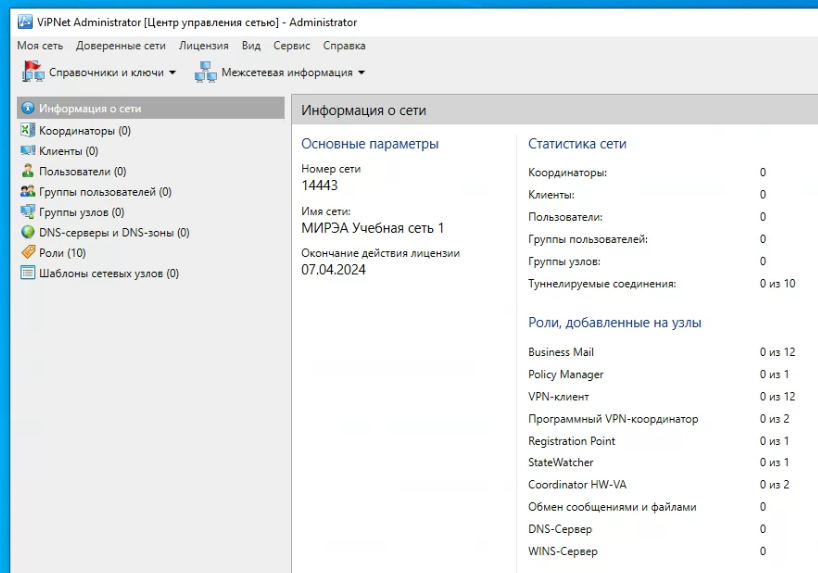 ViPNet Administrator [Центр управления сетью] - Administrator
Моя сеть Доверенные сети Лицензия Вид Сервис Справка
Справочники и ключи Межсетевая информация
Информация о сети
Координаторы (0)
Клиенты (0)
Пользователи (0)
Группы пользователей (0)
Группы узлов (0)
DNS-серверы и DNS-зоны (0)
Роли (10)
Шаблоны сетевых узлов (0)
Информация о сети
Основные параметры
Номер сети
14443
Имя сети:
МИРЭА Учебная сеть 1
Окончание действия лицензии
07.04.2024
Статистика сети
Координаторы: 0
Клиенты: 0
Пользователи: 0
Группы пользователей: 0
Группы узлов: 0
Туннелируемые соединения: 0 из 10
Роли, добавленные на узлы
Business Mail 0 из 12
Policy Manager 0 из 1
VPN-клиент 0 из 12
Программный VPN-координатор 0 из 2
Registration Point 0 из 1
StateWatcher 0 из 1
Coordinator HW-VA 0 из 2
Обмен сообщениями и файлами 0
DNS-Сервер 0
WINS-Сервер 0